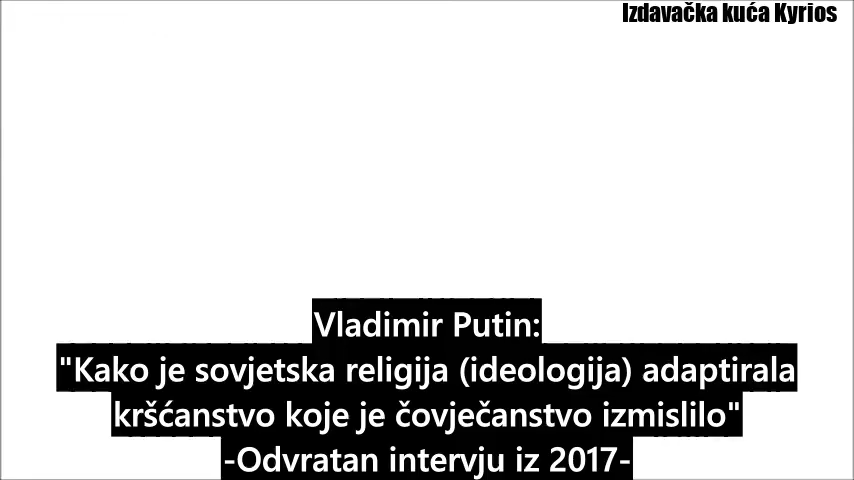 Izdavačka kuća Kyrios
Vladimir Putin:
"Kako je sovjetska religija (ideologija) adaptirala
kršćanstvo koje je čovječanstvo izmislilo"
-Odvratan intervju iz 2017-